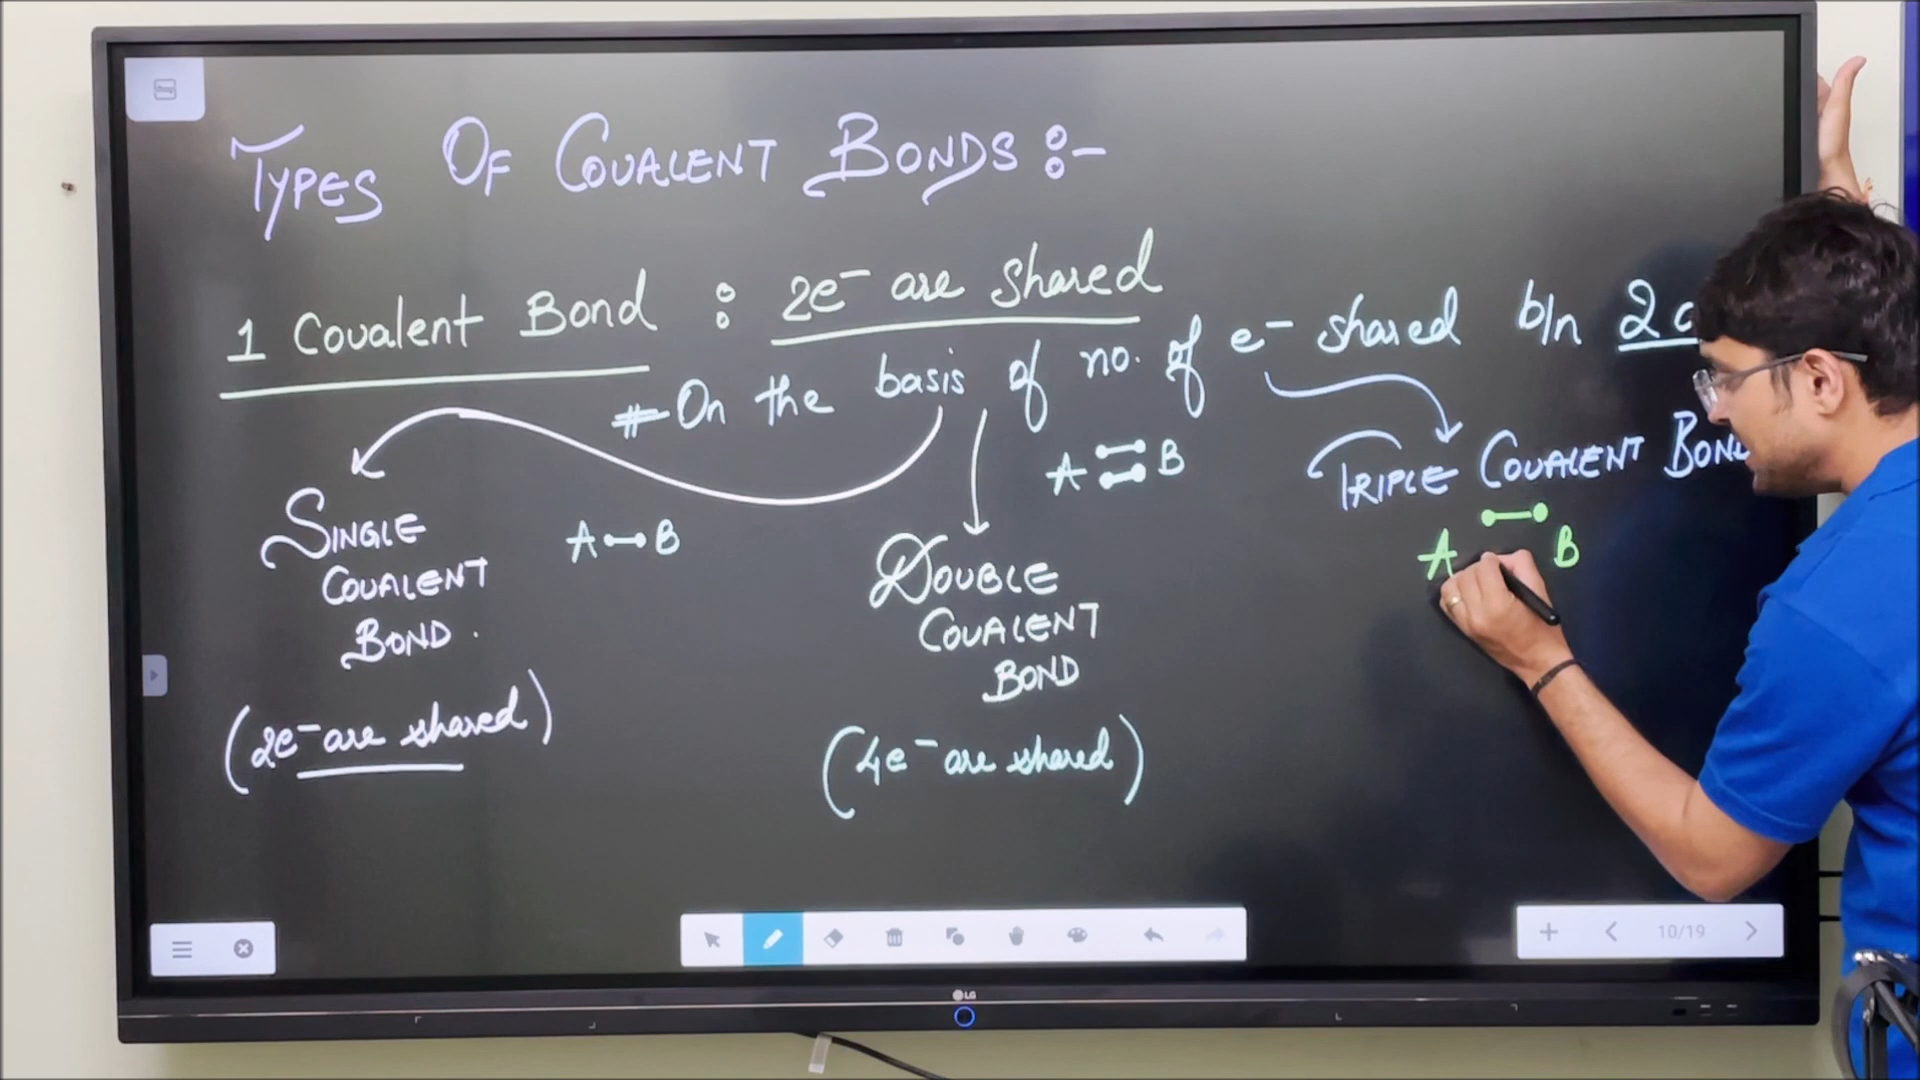 TYPES OF COVALENT BONDS :-
1 Covalent Bond : 2e⁻ are shared
# On the basis of no. of e⁻ shared b/n 2
A B
TRIPLE COVALENT
A B
SINGLE
COVALENT
BOND.
A B
DOUBLE
COVALENT
BOND
(2e⁻ are shared)
(4e⁻ are shared)
10/19
LG